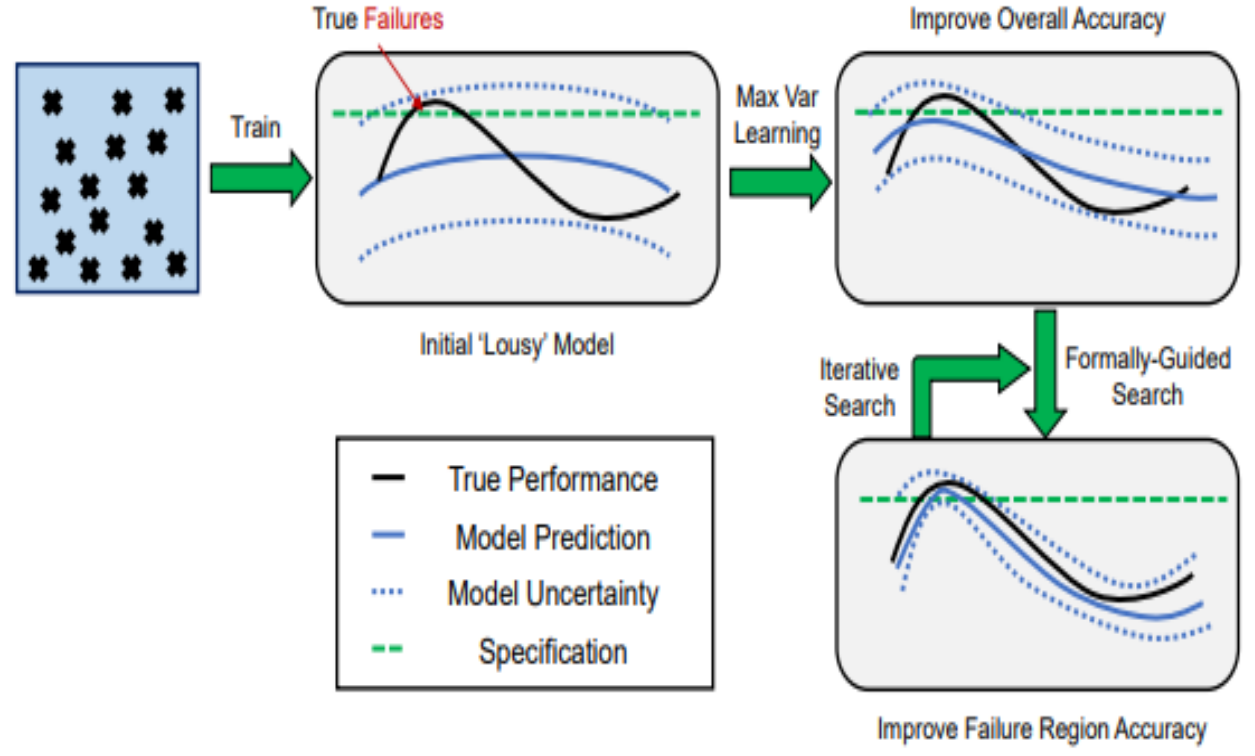 True Failures
Improve Overall Accuracy
Train
Max Var
Learning
Initial ‘Lousy’ Model
Iterative
Search
Formally-Guided
Search
True Performance
Model Prediction
Model Uncertainty
Specification
Improve Failure Region Accuracy